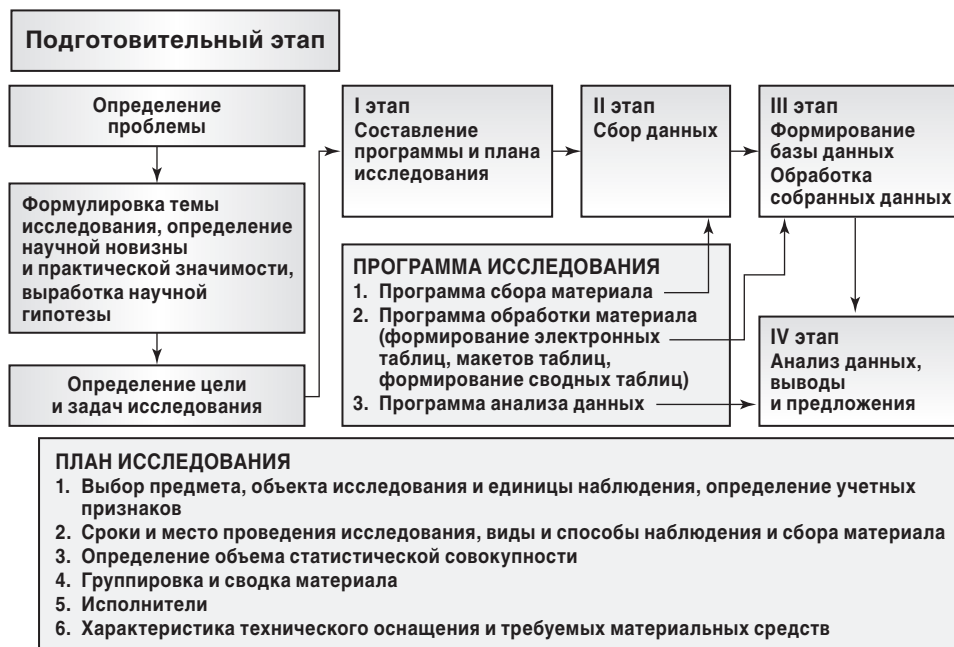 Подготовительный этап
Определение
проблемы
Формулировка темы
исследования, определение
научной новизны
и практической значимости,
выработка научной
гипотезы
Определение цели
и задач исследования
I этап
Составление
программы и плана
исследования
II этап
Сбор данных
III этап
Формирование
базы данных
Обработка
собранных данных
ПРОГРАММА ИССЛЕДОВАНИЯ
1. Программа сбора материала
2. Программа обработки материала
(формирование электронных
таблиц, макетов таблиц,
формирование сводных таблиц)
3. Программа анализа данных
IV этап
Анализ данных,
выводы
и предложения
ПЛАН ИССЛЕДОВАНИЯ
1. Выбор предмета, объекта исследования и единицы наблюдения, определение учетных
признаков
2. Сроки и место проведения исследования, виды и способы наблюдения и сбора материала
3. Определение объема статистической совокупности
4. Группировка и сводка материала
5. Исполнители
6. Характеристика технического оснащения и требуемых материальных средств